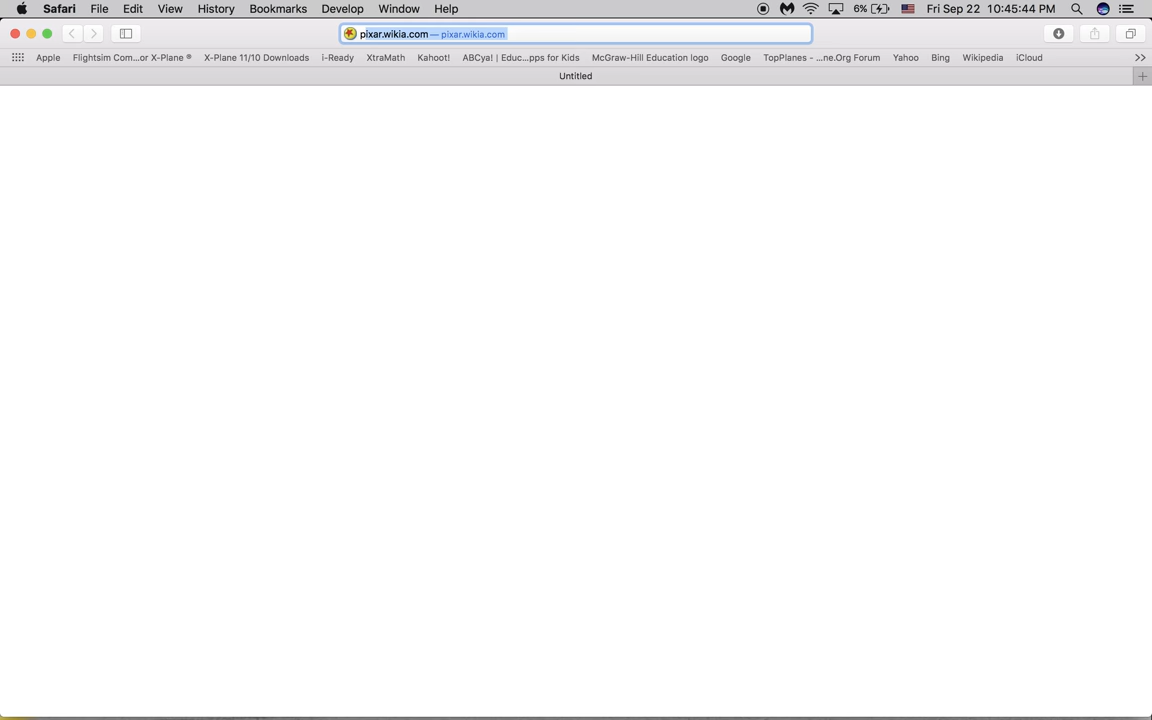 Safari File Edit View History Bookmarks Develop Window Help 6% Fri Sep 22 10:45:44 PM
pixar.wikia.com — pixar.wikia.com
Apple Flightsim Com...or X-Plane ® X-Plane 11/10 Downloads i-Ready XtraMath Kahoot! ABCya! | Educ...pps for Kids McGraw-Hill Education logo Google TopPlanes - ...ne.Org Forum Yahoo Bing Wikipedia iCloud >>
Untitled